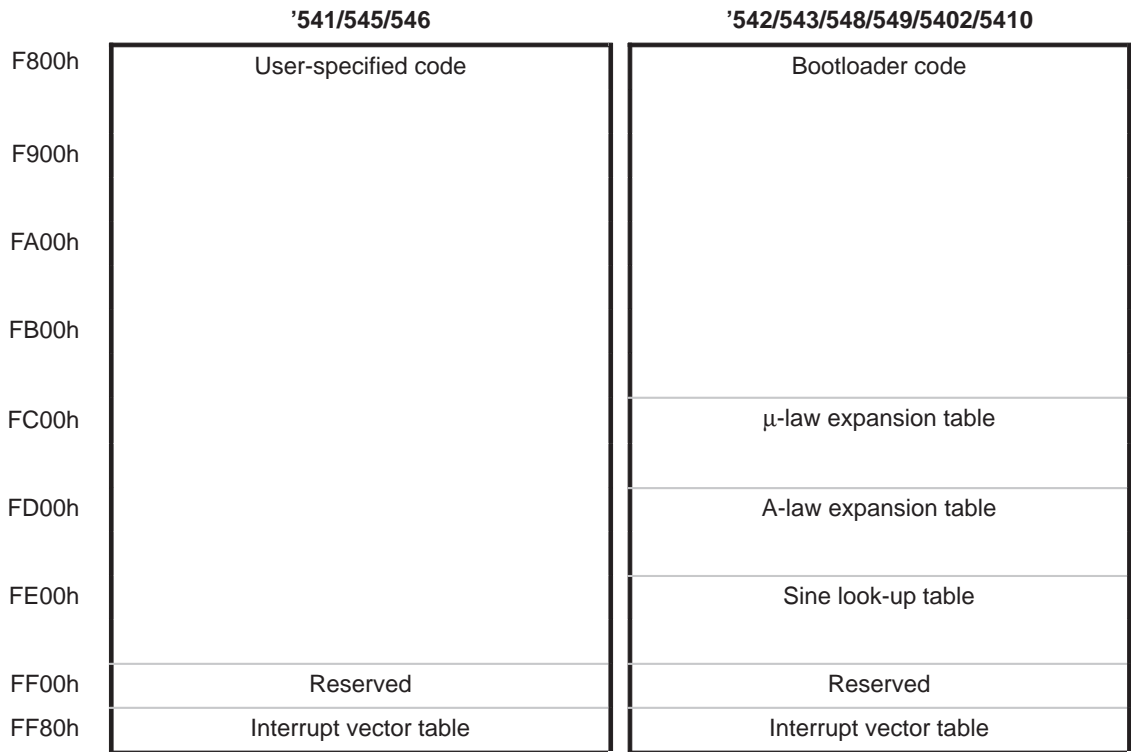 ’541/545/546 ’542/543/548/549/5402/5410
F800h User-specified code Bootloader code
F900h
FA00h
FB00h
FC00h μ-law expansion table
FD00h A-law expansion table
FE00h Sine look-up table
FF00h Reserved Reserved
FF80h Interrupt vector table Interrupt vector table